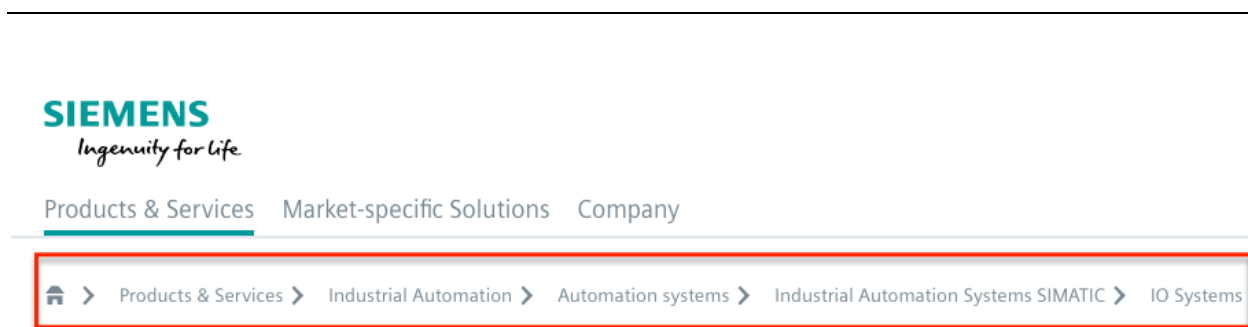 SIEMENS
Ingenuity for life
Products & Services Market-specific Solutions Company
Products & Services Industrial Automation Automation systems Industrial Automation Systems SIMATIC IO Systems